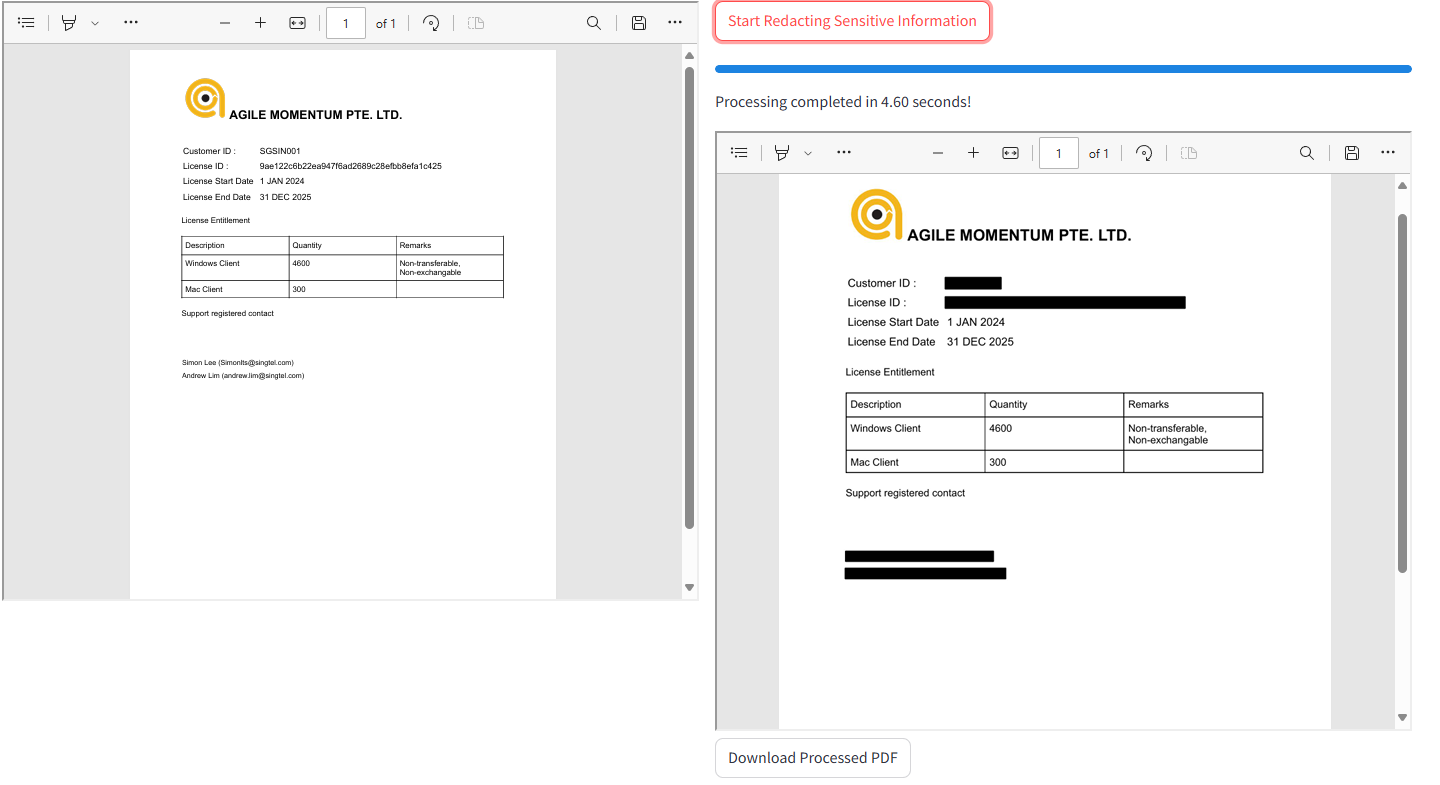 1 of 1
AGILE MOMENTUM PTE. LTD.
Customer ID : SGSIN001
License ID : 9ae122c6b22ea947f6ad2689c28efbb8efa1c425
License Start Date 1 JAN 2024
License End Date 31 DEC 2025
License Entitlement
Description Quantity Remarks
Windows Client 4600 Non-transferable,
Non-exchangable
Mac Client 300
Support registered contact
Simon Lee (Simonlts@singtel.com)
Andrew Lim (andrew.lim@singtel.com)
Start Redacting Sensitive Information
Processing completed in 4.60 seconds!
1 of 1
AGILE MOMENTUM PTE. LTD.
Customer ID :
License ID :
License Start Date 1 JAN 2024
License End Date 31 DEC 2025
License Entitlement
Description Quantity Remarks
Windows Client 4600 Non-transferable,
Non-exchangable
Mac Client 300
Support registered contact
Download Processed PDF